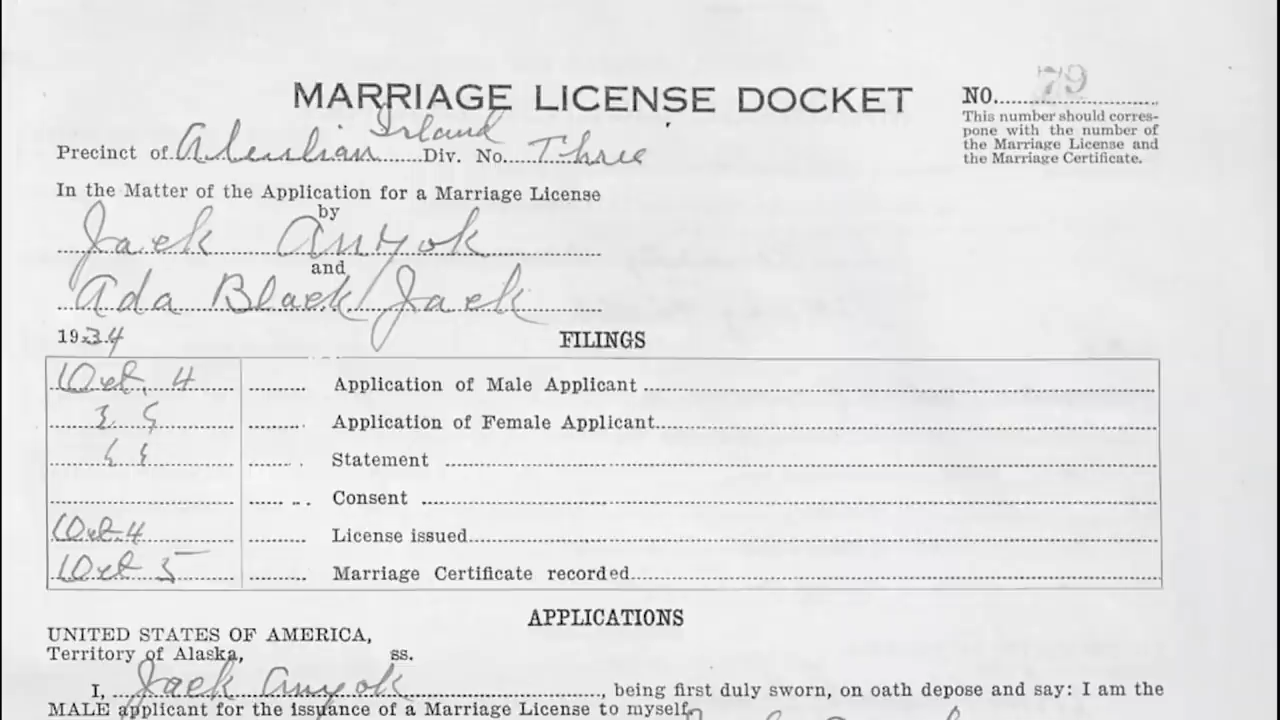 MARRIAGE LICENSE DOCKET
NO. 79
This number should corres-
pone with the number of
the Marriage License and
the Marriage Certificate.
Island
Precinct of Aleutian Div. No. Three
In the Matter of the Application for a Marriage License
by
Jack Anyok
and
Ada Black/Jack
1934 FILINGS
Oct. 4 Application of Male Applicant
Application of Female Applicant
Statement
Consent
Oct. 4 License issued
Oct 5 Marriage Certificate recorded
APPLICATIONS
UNITED STATES OF AMERICA,
Territory of Alaska, ss.
I, Jack Anyok, being first duly sworn, on oath depose and say: I am the
MALE applicant for the issuance of a Marriage License to myself,